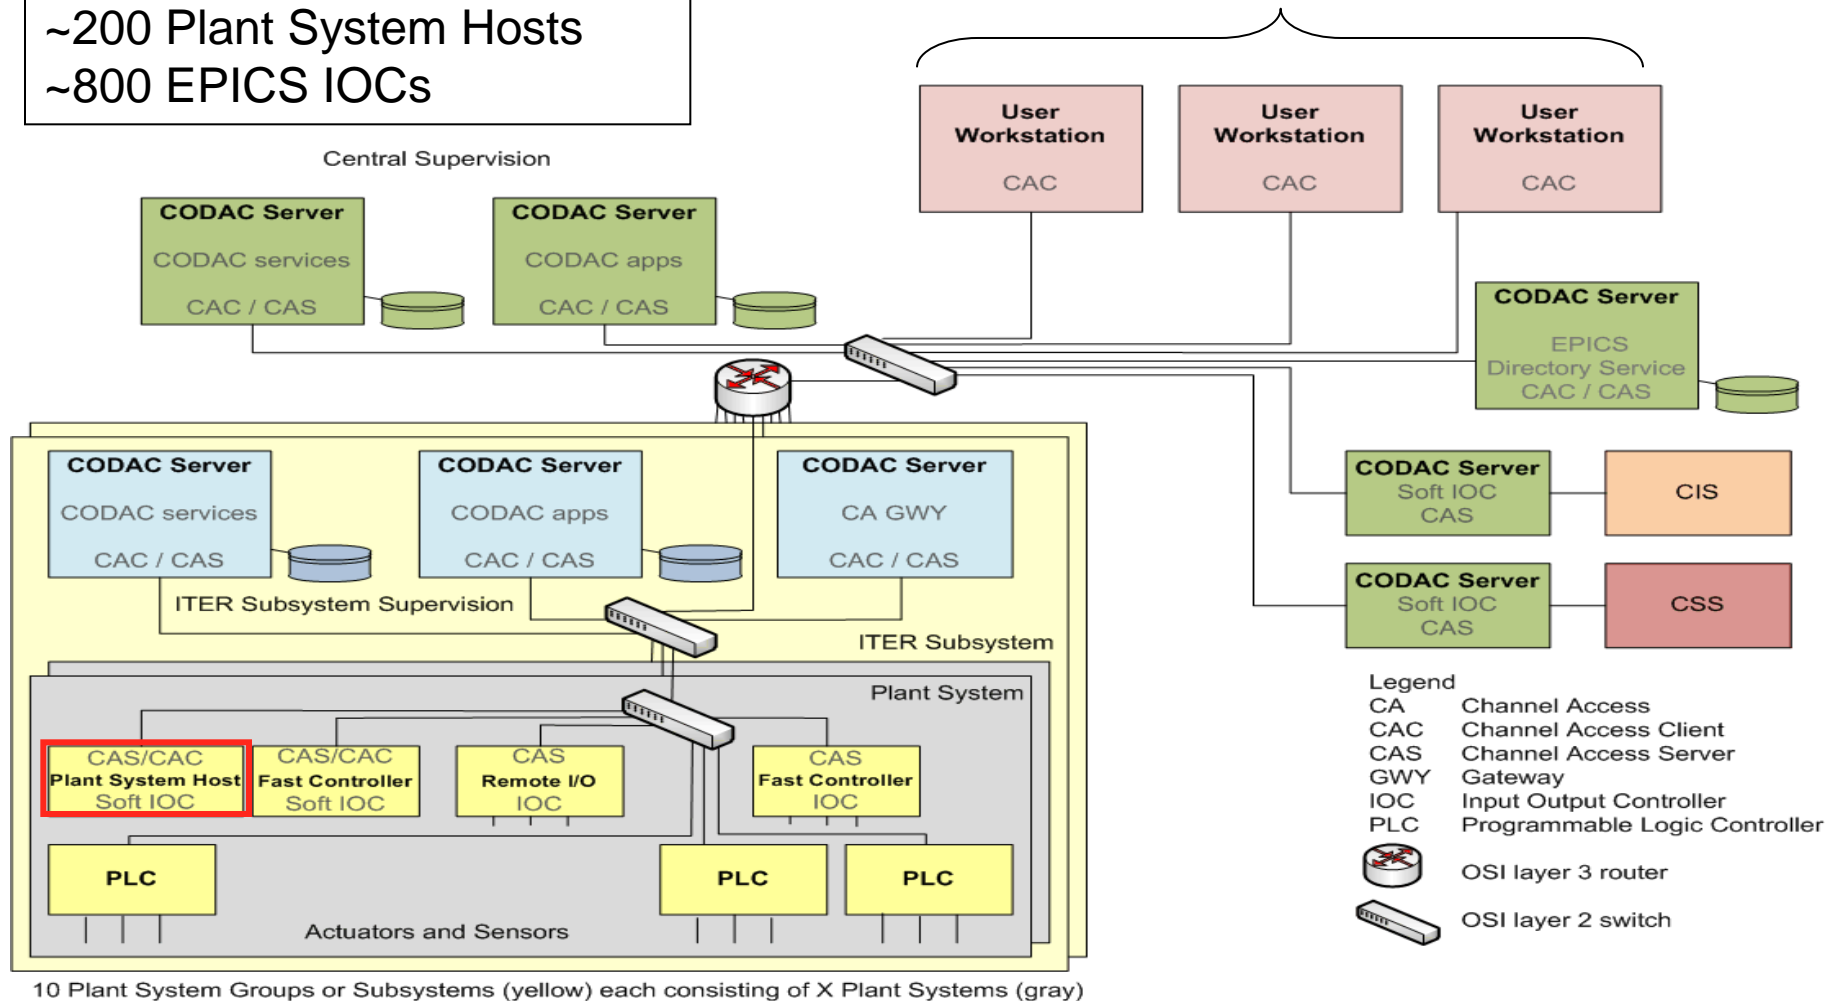 ~200 Plant System Hosts
~800 EPICS IOCs
Central Supervision
User
Workstation
CAC
User
Workstation
CAC
User
Workstation
CAC
CODAC Server
CODAC services
CAC / CAS
CODAC Server
CODAC apps
CAC / CAS
CODAC Server
EPICS
Directory Service
CAC / CAS
CODAC Server
CODAC services
CAC / CAS
CODAC Server
CODAC apps
CAC / CAS
CODAC Server
CA GWY
CAC / CAS
CODAC Server
Soft IOC
CAS
CIS
CODAC Server
Soft IOC
CAS
CSS
ITER Subsystem Supervision
ITER Subsystem
Plant System
CAS/CAC
Plant System Host
Soft IOC
CAS/CAC
Fast Controller
Soft IOC
CAS
Remote I/O
IOC
CAS
Fast Controller
IOC
PLC
PLC
PLC
Actuators and Sensors
Legend
CA Channel Access
CAC Channel Access Client
CAS Channel Access Server
GWY Gateway
IOC Input Output Controller
PLC Programmable Logic Controller
OSI layer 3 router
OSI layer 2 switch
10 Plant System Groups or Subsystems (yellow) each consisting of X Plant Systems (gray)